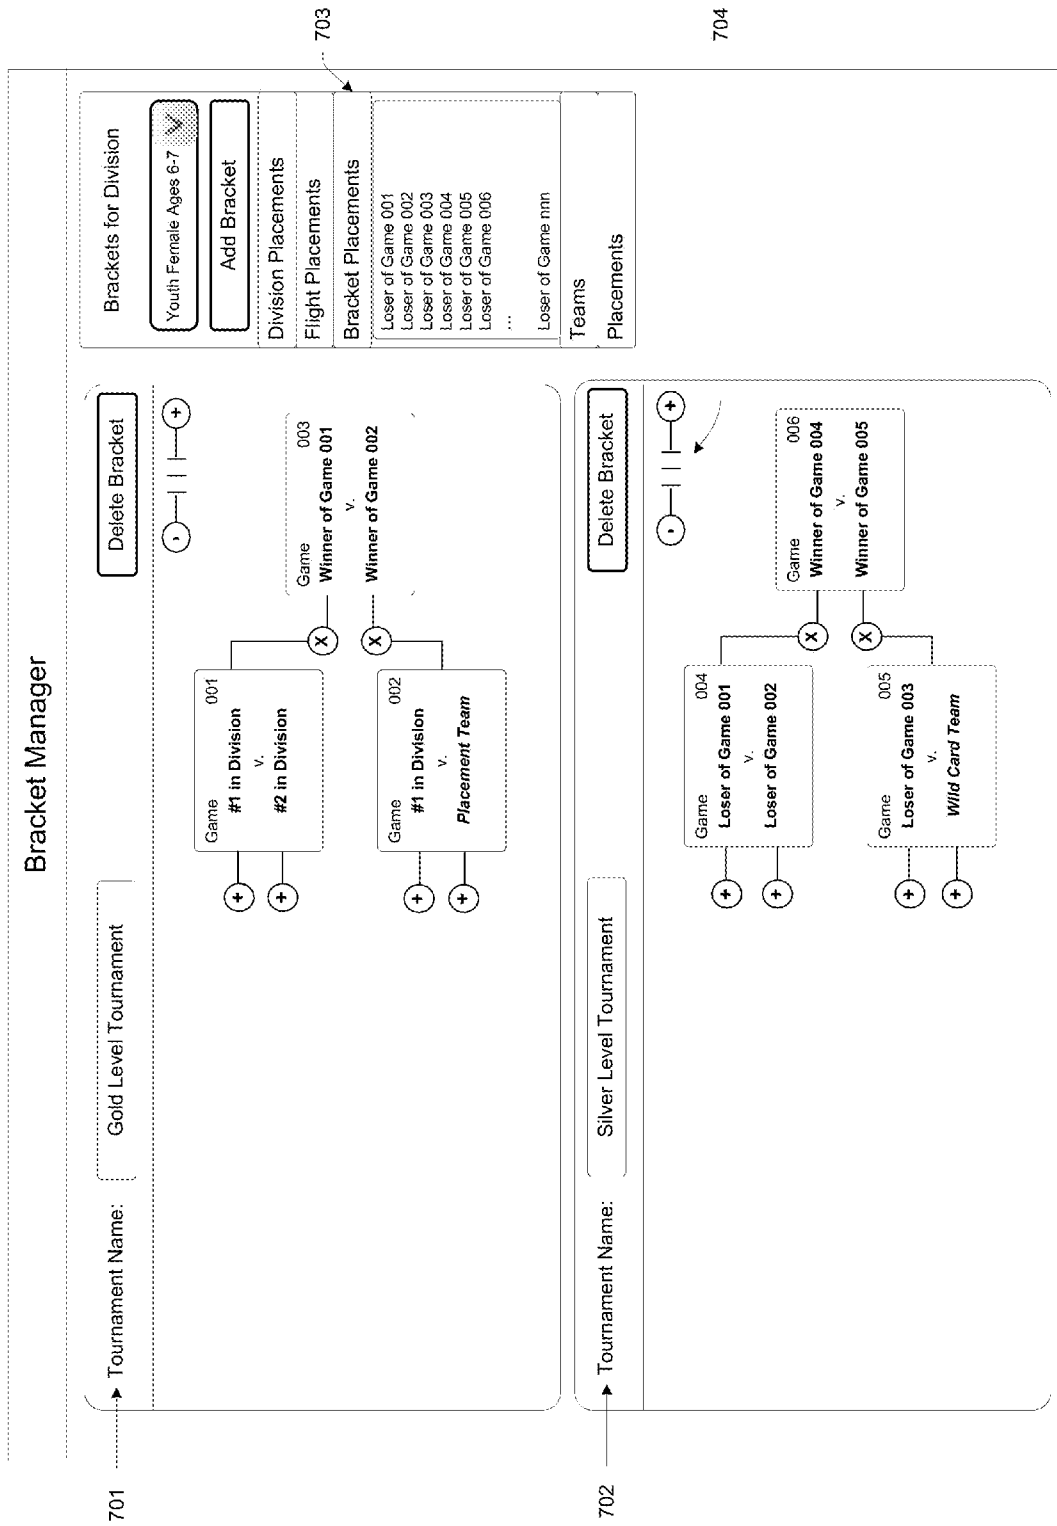 Bracket Manager
701
Tournament Name:
Gold Level Tournament
Delete Bracket
-
+
Game 001
#1 in Division
v.
#2 in Division
+
+
X
Game 002
#1 in Division
v.
Placement Team
+
+
X
Game 003
Winner of Game 001
v.
Winner of Game 002
702
Tournament Name:
Silver Level Tournament
Delete Bracket
-
+
Game 004
Loser of Game 001
v.
Loser of Game 002
+
+
X
Game 005
Loser of Game 003
v.
Wild Card Team
+
+
X
Game 006
Winner of Game 004
v.
Winner of Game 005
Brackets for Division
Youth Female Ages 6-7
Add Bracket
Division Placements
Flight Placements
Bracket Placements
Loser of Game 001
Loser of Game 002
Loser of Game 003
Loser of Game 004
Loser of Game 005
Loser of Game 006
...
Loser of Game nnn
Teams
Placements
703
704